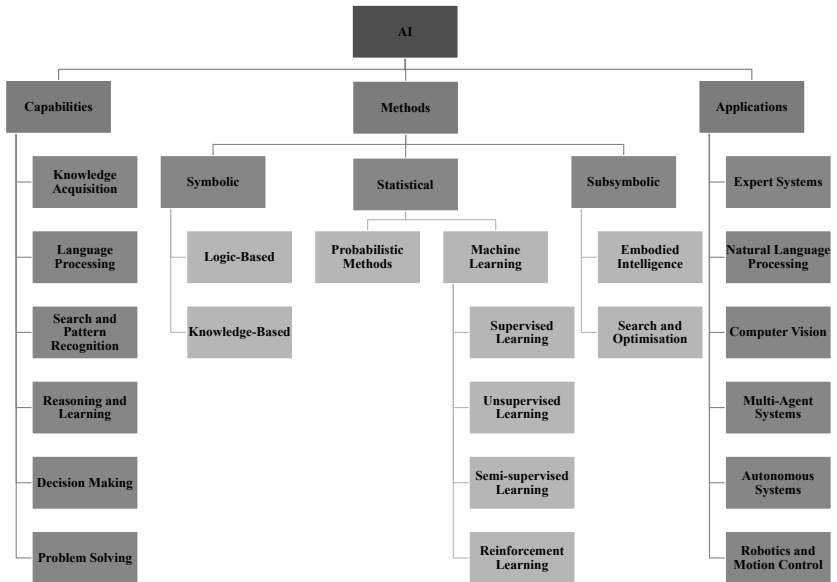 AI
Capabilities
Methods
Applications
Knowledge
Acquisition
Symbolic
Statistical
Subsymbolic
Expert Systems
Language
Processing
Logic-Based
Probabilistic
Methods
Machine
Learning
Embodied
Intelligence
Natural Language
Processing
Search and
Pattern
Recognition
Knowledge-Based
Supervised
Learning
Search and
Optimisation
Computer Vision
Reasoning and
Learning
Unsupervised
Learning
Multi-Agent
Systems
Decision Making
Semi-supervised
Learning
Autonomous
Systems
Problem Solving
Reinforcement
Learning
Robotics and
Motion Control